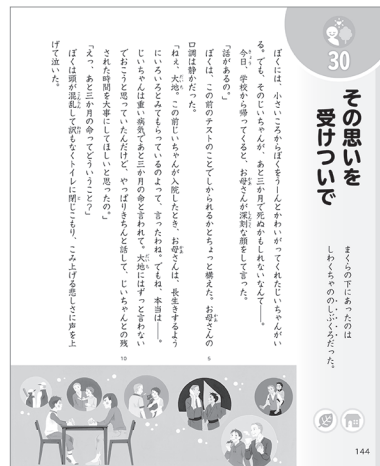 30
その思いを
受けついで
まくらの下にあったのは
しわくちゃののしぶくろだった。
ぼくには、小さいころからぼくをうーんとかわいがってくれたじいちゃんがい
る。でも、そのじいちゃんが、あと三か月で死ぬかもしれないなんて――。
今日、学校から帰ってくると、お母さんが深刻な顔をして言った。
「話があるの。」
ぼくは、この前のテストのことでしかられるかとちょっと構えた。お母さんの
口調は静かだった。
「ねえ、大地。この前じいちゃんが入院したとき、お母さんは、長生きするよう
にいろいろとみてもらっているのよって、言ったわね。でもね、本当は――。
じいちゃんは重い病気であと三か月の命と言われて。大地にはずっと言わない
でおこうと思っていたんだけど、やっぱりきちんと話して、じいちゃんとの残
された時間を大事にしてほしいと思ったの。」
「えっ、あと三か月の命ってどういうこと？」
ぼくは頭が混乱して訳もなくトイレに閉じこもり、こみ上げる悲しさに声を上
げて泣いた。
5
10
144